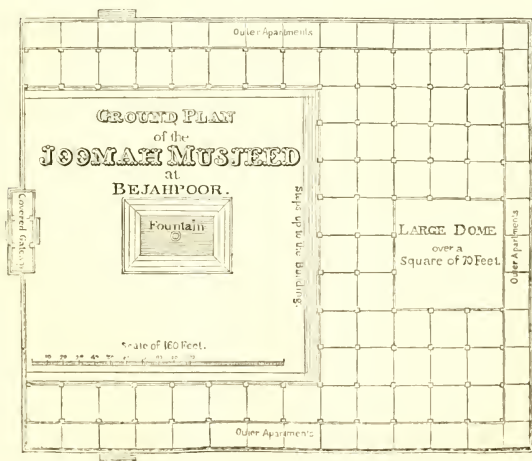 Outer Apartments
GROUND PLAN
of the
JOOMAH MUSJEED
at
BEJAHPOOR.
Covered Gateway
Fountain
Steps up to the Building.
LARGE DOME
over a
Square of 70 Feet.
Outer Apartments
Scale of 160 Feet.
Outer Apartments